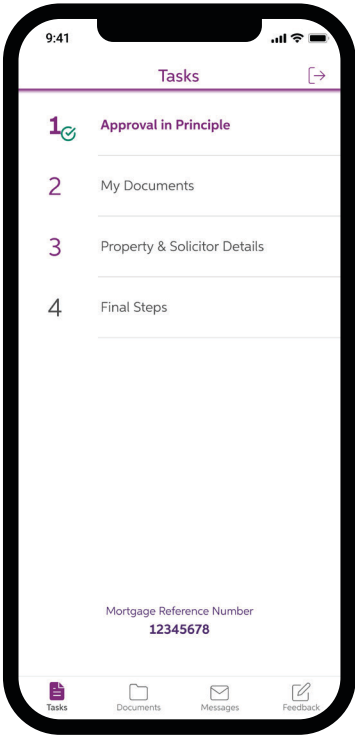 9:41
Tasks
1 Approval in Principle
2 My Documents
3 Property & Solicitor Details
4 Final Steps
Mortgage Reference Number
12345678
Tasks Documents Messages Feedback